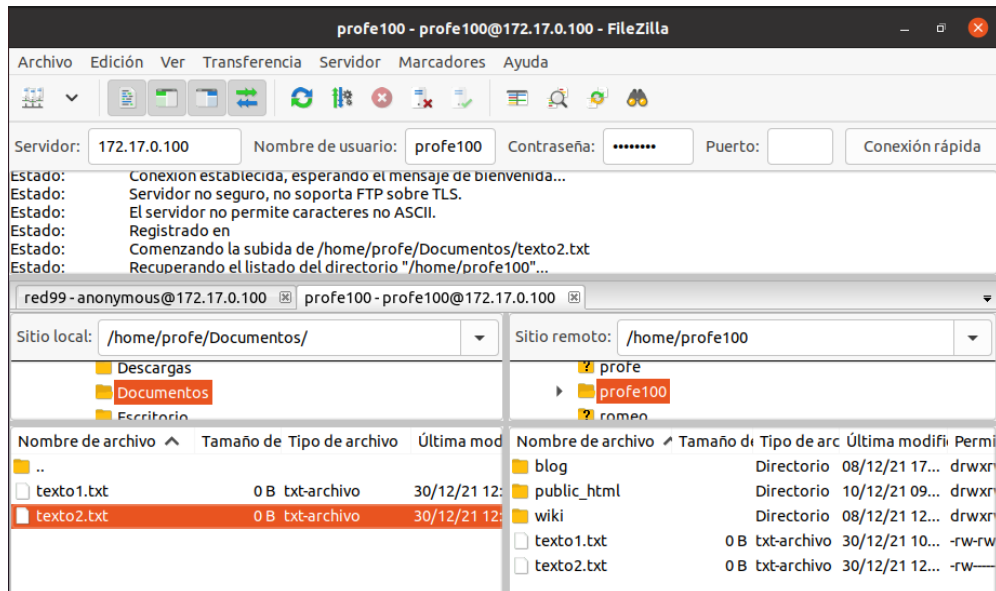 profe100 - profe100@172.17.0.100 - FileZilla
Archivo Edición Ver Transferencia Servidor Marcadores Ayuda
Servidor: 172.17.0.100 Nombre de usuario: profe100 Contraseña: •••••••• Puerto: Conexión rápida
Estado: Conexión establecida, esperando el mensaje de bienvenida...
Estado: Servidor no seguro, no soporta FTP sobre TLS.
Estado: El servidor no permite caracteres no ASCII.
Estado: Registrado en
Estado: Comenzando la subida de /home/profe/Documentos/texto2.txt
Estado: Recuperando el listado del directorio "/home/profe100"...
red99 - anonymous@172.17.0.100 profe100 - profe100@172.17.0.100
Sitio local: /home/profe/Documentos/
Descargas
Documentos
Escritorio
Sitio remoto: /home/profe100
profe
profe100
romeo
Nombre de archivo Tamaño de Tipo de archivo Última mod
..
texto1.txt 0 B txt-archivo 30/12/21 12:
texto2.txt 0 B txt-archivo 30/12/21 12:
Nombre de archivo Tamaño de Tipo de arc Última modifi Permi
blog Directorio 08/12/21 17... drwxr
public_html Directorio 10/12/21 09... drwxr
wiki Directorio 08/12/21 12... drwxr
texto1.txt 0 B txt-archivo 30/12/21 10... -rw-rw
texto2.txt 0 B txt-archivo 30/12/21 12... -rw-----